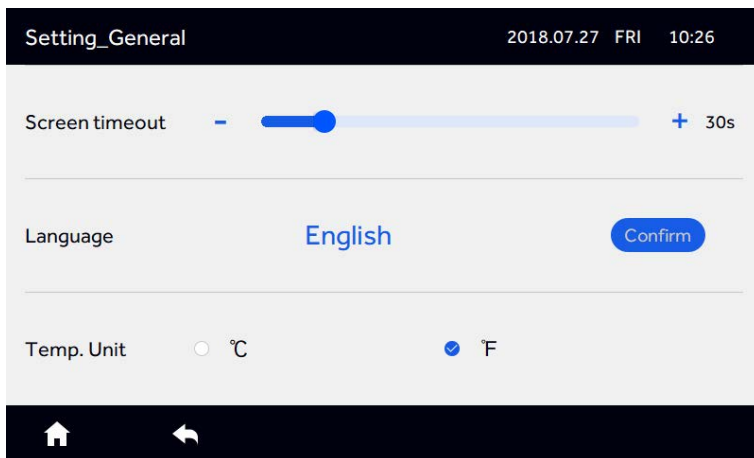 Setting_General 2018.07.27 FRI 10:26
Screen timeout - + 30s
Language English Confirm
Temp. Unit ℃ ℉